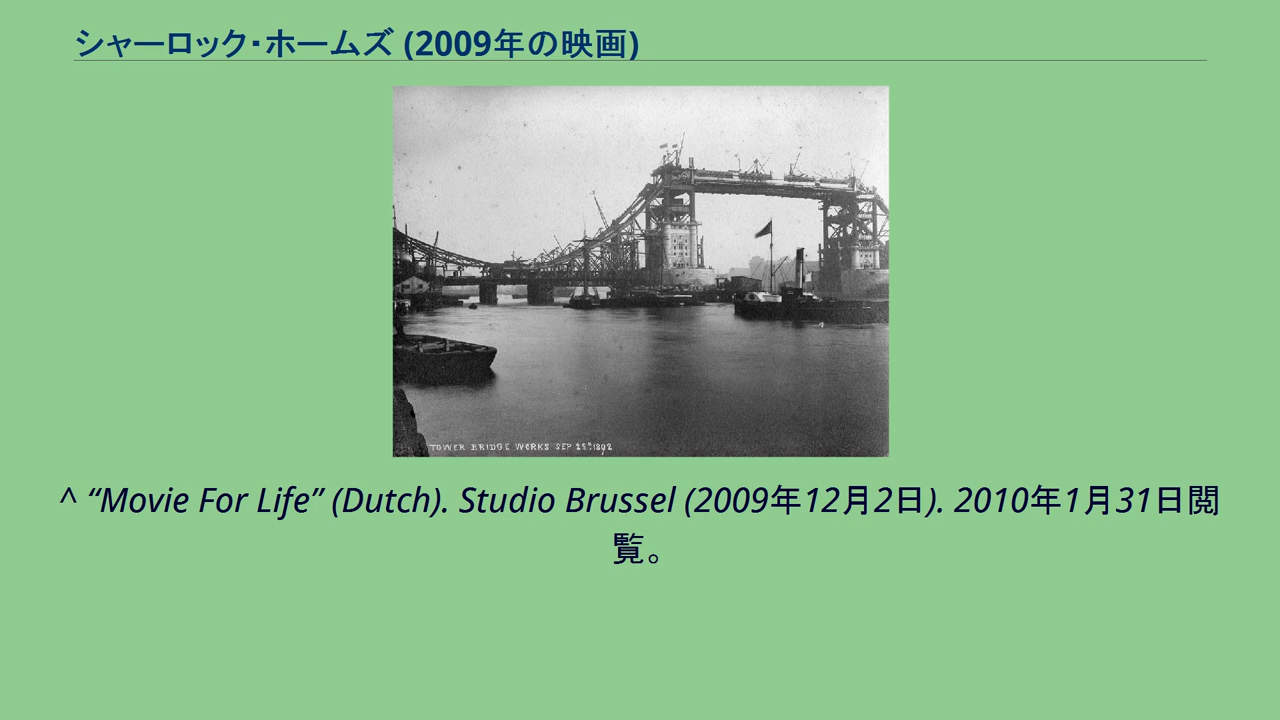 シャーロック・ホームズ (2009年の映画)
TOWER BRIDGE WORKS SEP 28th 1892
^ “Movie For Life” (Dutch). Studio Brussel (2009年12月2日). 2010年1月31日閲
覧。